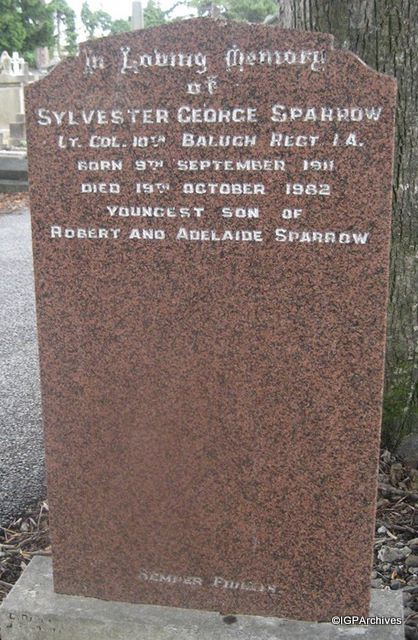 In Loving Memory
of
SYLVESTER GEORGE SPARROW
LT. COL. 10TH BALUCH REGT I.A.
BORN 9TH SEPTEMBER 1911
DIED 19TH OCTOBER 1982
YOUNGEST SON OF
ROBERT AND ADELAIDE SPARROW
SEMPER FIDELIS
©IGPArchives